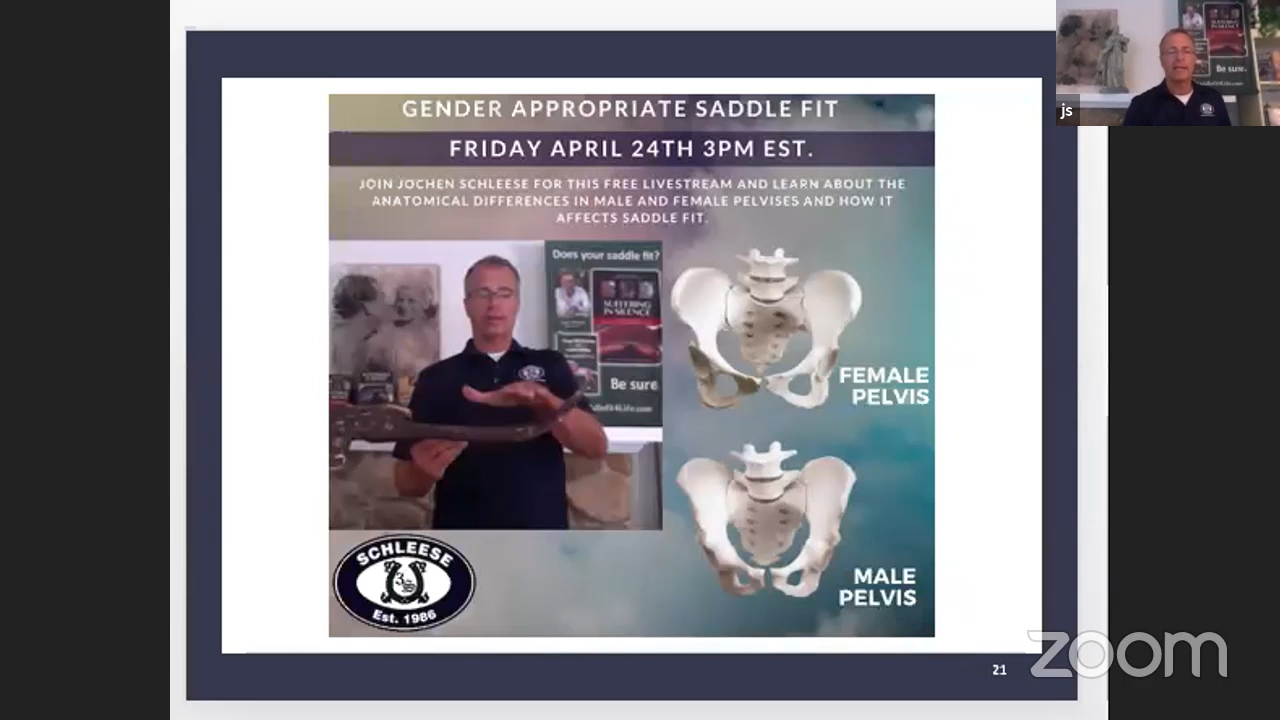 GENDER APPROPRIATE SADDLE FIT
FRIDAY APRIL 24TH 3PM EST.
JOIN JOCHEN SCHLEESE FOR THIS FREE LIVESTREAM AND LEARN ABOUT THE
ANATOMICAL DIFFERENCES IN MALE AND FEMALE PELVISES AND HOW IT
AFFECTS SADDLE FIT.
Does your saddle fit?
SUFFERING
IN SILENCE
Be sure
FEMALE
PELVIS
MALE
PELVIS
SCHLEESE
Est. 1986
21
js
Be sure.
zoom